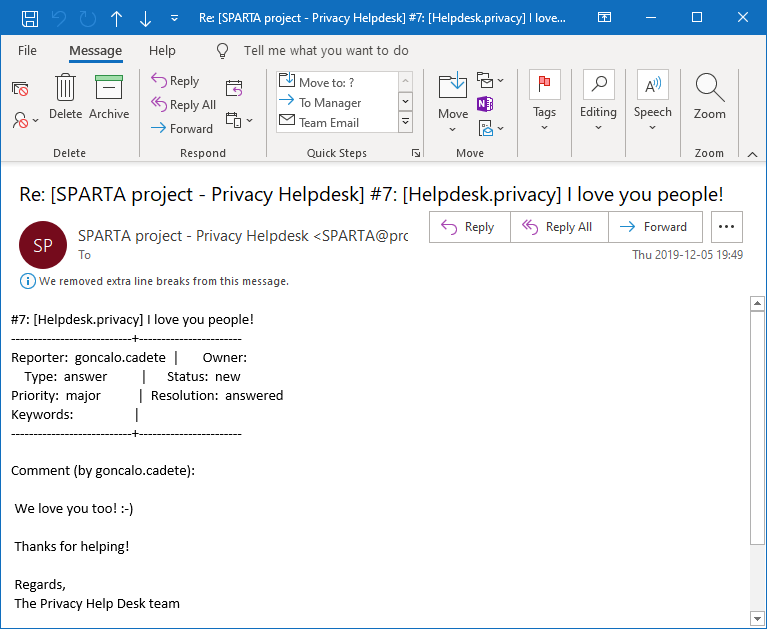 Re: [SPARTA project - Privacy Helpdesk] #7: [Helpdesk.privacy] I love...
File Message Help Tell me what you want to do
Delete Archive
Reply
Reply All
Forward
Move to: ?
To Manager
Team Email
Move
Tags
Editing
Speech
Zoom
Delete Respond Quick Steps Move Zoom
Re: [SPARTA project - Privacy Helpdesk] #7: [Helpdesk.privacy] I love you people!
SP
SPARTA project - Privacy Helpdesk <SPARTA@prc
To
Reply Reply All Forward ...
Thu 2019-12-05 19:49
We removed extra line breaks from this message.
#7: [Helpdesk.privacy] I love you people!
---------------------------+-----------------------
Reporter: goncalo.cadete | Owner:
Type: answer | Status: new
Priority: major | Resolution: answered
Keywords: |
---------------------------+-----------------------
Comment (by goncalo.cadete):
We love you too! :-)
Thanks for helping!
Regards,
The Privacy Help Desk team